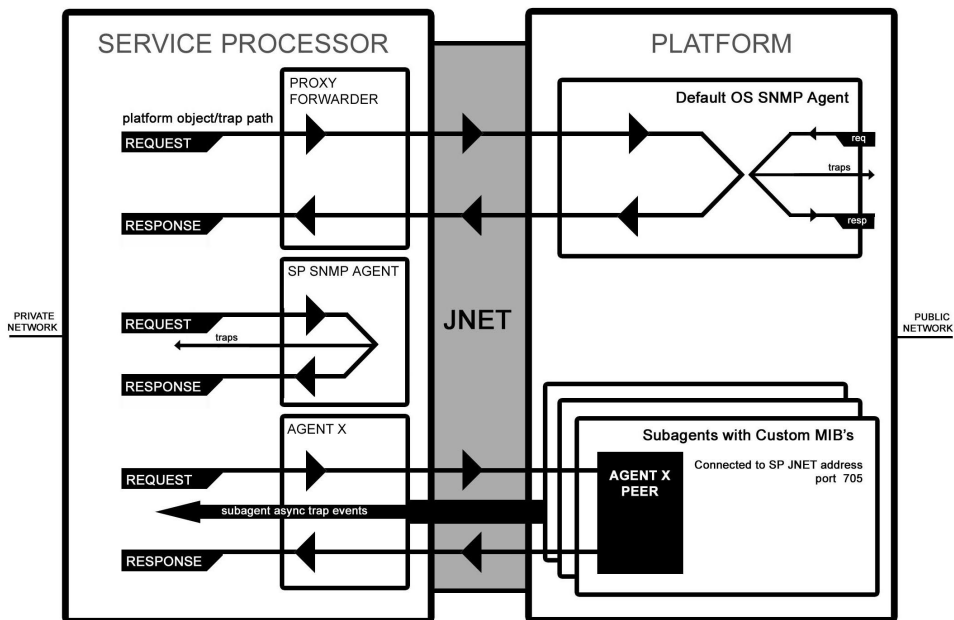 SERVICE PROCESSOR
PLATFORM
PROXY
FORWARDER
platform object/trap path
REQUEST
RESPONSE
Default OS SNMP Agent
req
traps
resp
SP SNMP AGENT
REQUEST
traps
RESPONSE
PRIVATE
NETWORK
JNET
PUBLIC
NETWORK
AGENT X
REQUEST
subagent async trap events
RESPONSE
Subagents with Custom MIB's
Connected to SP JNET address
port 705
AGENT X
PEER